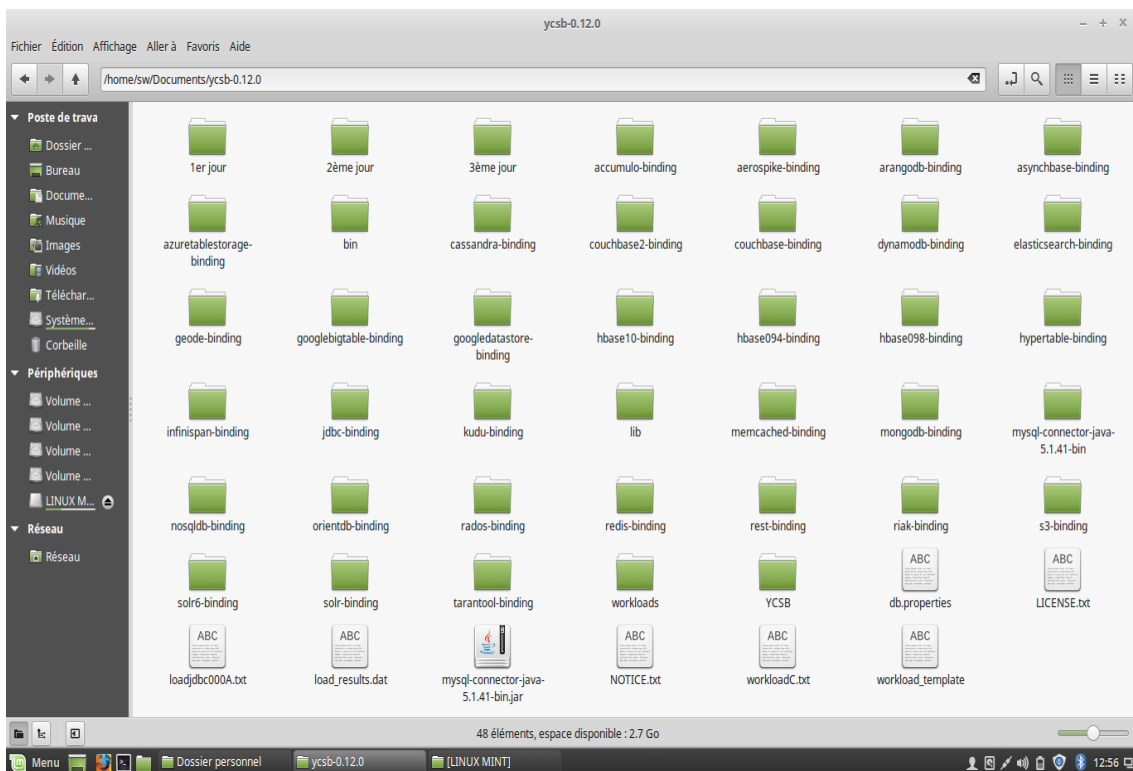 ycsb-0.12.0
Fichier Édition Affichage Aller à Favoris Aide
/home/sw/Documents/ycsb-0.12.0
Poste de trava
Dossier ...
Bureau
Docume...
Musique
Images
Vidéos
Téléchar...
Système...
Corbeille
Périphériques
Volume ...
Volume ...
Volume ...
Volume ...
LINUX M...
Réseau
Réseau
1er jour 2ème jour 3ème jour accumulo-binding aerospike-binding arangodb-binding asynchbase-binding
azuretablestorage-binding bin cassandra-binding couchbase2-binding couchbase-binding dynamodb-binding elasticsearch-binding
geode-binding googlebigtable-binding googledatastore-binding hbase10-binding hbase094-binding hbase098-binding hypertable-binding
infinispan-binding jdbc-binding kudu-binding lib memcached-binding mongodb-binding mysql-connector-java-5.1.41-bin
nosqldb-binding orientdb-binding rados-binding redis-binding rest-binding riak-binding s3-binding
ABC ABC
solr6-binding solr-binding tarantool-binding workloads YCSB db.properties LICENSE.txt
ABC ABC ABC ABC ABC
loadjdbc000A.txt load_results.dat mysql-connector-java-5.1.41-bin.jar NOTICE.txt workloadC.txt workload_template
48 éléments, espace disponible : 2.7 Go
Menu Dossier personnel ycsb-0.12.0 [LINUX MINT] 12:56